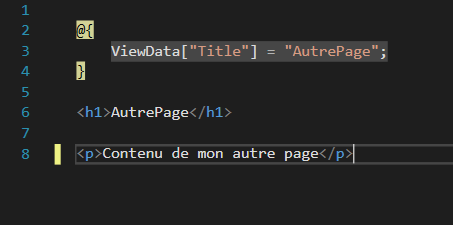 1
2 @{
3 ViewData["Title"] = "AutrePage";
4 }
5
6 <h1>AutrePage</h1>
7
8 <p>Contenu de mon autre page</p>